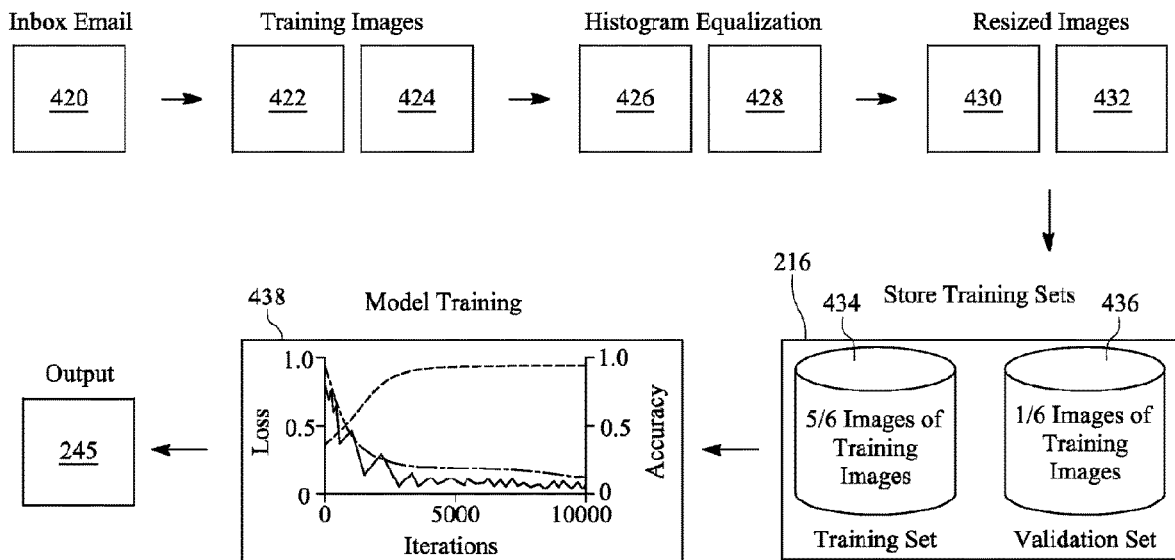 Inbox Email
Training Images
Histogram Equalization
Resized Images
420
422
424
426
428
430
432
216
438
Model Training
434
Store Training Sets
436
Output
245
Loss
1.0
0.5
0
1.0
0.5
0
Accuracy
0
5000
10000
Iterations
5/6 Images of
Training
Images
1/6 Images of
Training
Images
Training Set
Validation Set